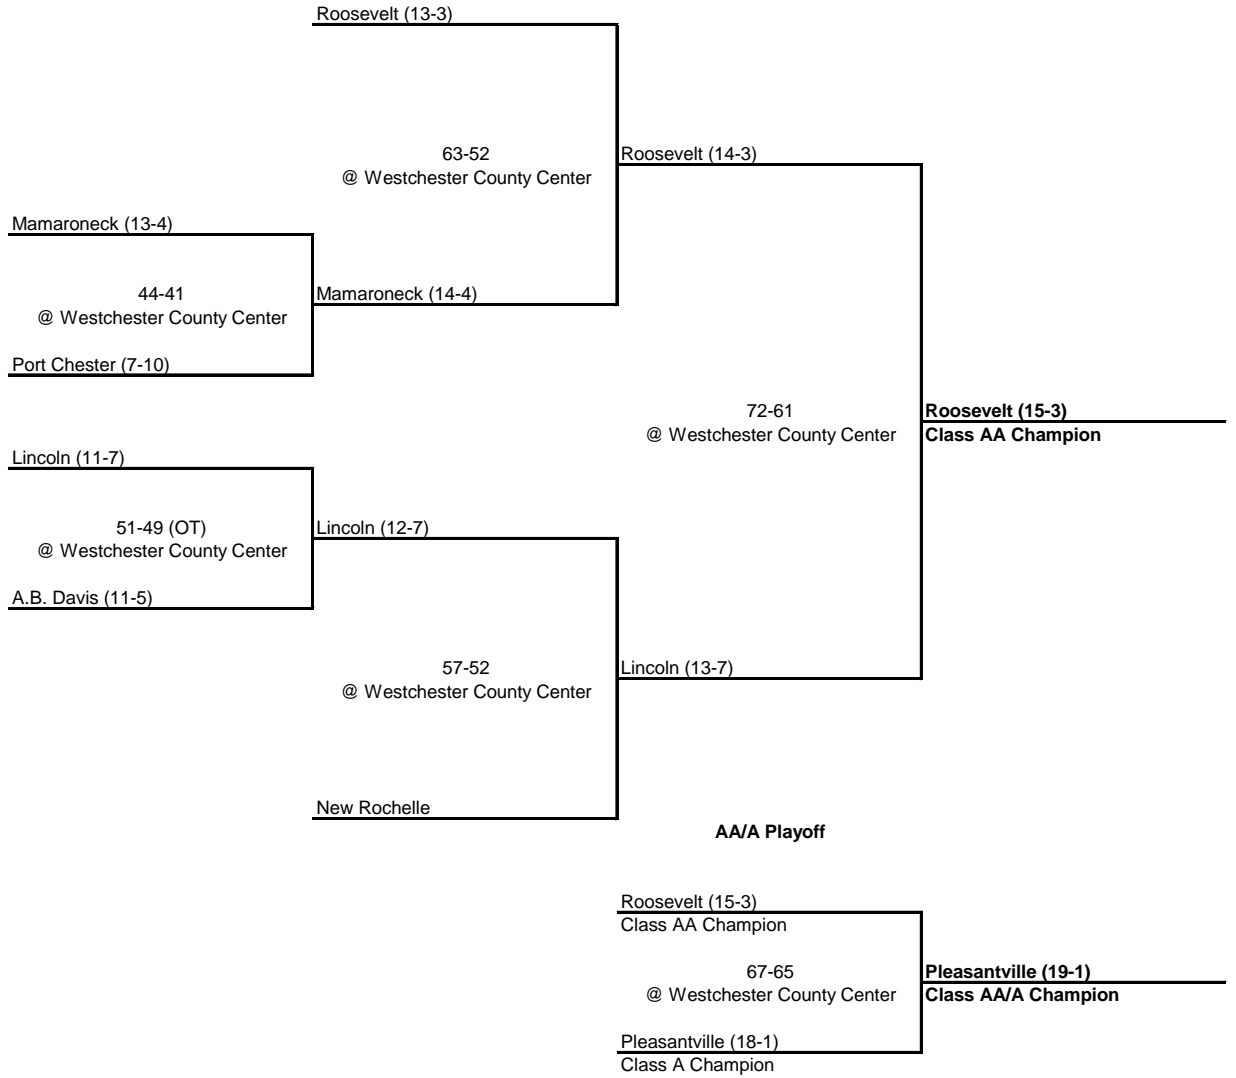 Roosevelt (13-3)
63-52
@ Westchester County Center
Roosevelt (14-3)
Mamaroneck (13-4)
44-41
@ Westchester County Center
Mamaroneck (14-4)
Port Chester (7-10)
72-61
@ Westchester County Center
Roosevelt (15-3)
Class AA Champion
Lincoln (11-7)
51-49 (OT)
@ Westchester County Center
Lincoln (12-7)
A.B. Davis (11-5)
57-52
@ Westchester County Center
Lincoln (13-7)
New Rochelle
AA/A Playoff
Roosevelt (15-3)
Class AA Champion
67-65
@ Westchester County Center
Pleasantville (19-1)
Class AA/A Champion
Pleasantville (18-1)
Class A Champion